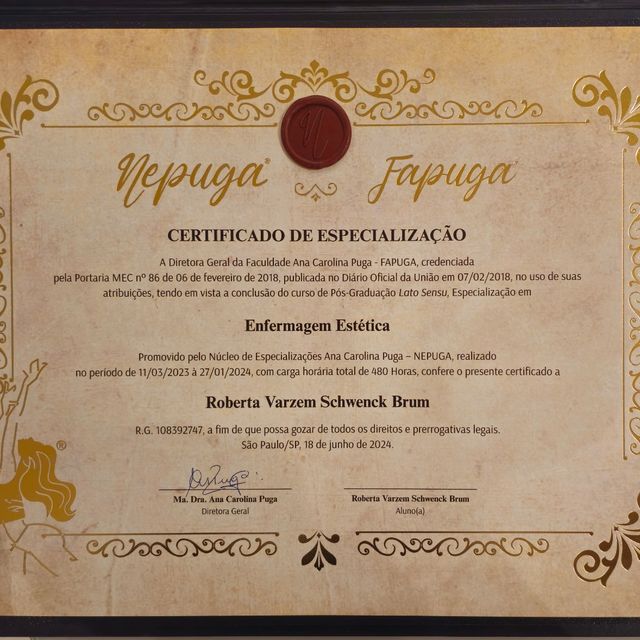 Nepuga® Fapuga
N
CERTIFICADO DE ESPECIALIZAÇÃO
A Diretora Geral da Faculdade Ana Carolina Puga - FAPUGA, credenciada
pela Portaria MEC nº 86 de 06 de fevereiro de 2018, publicada no Diário Oficial da União em 07/02/2018, no uso de suas
atribuições, tendo em vista a conclusão do curso de Pós-Graduação Lato Sensu, Especialização em
Enfermagem Estética
Promovido pelo Núcleo de Especializações Ana Carolina Puga – NEPUGA, realizado
no período de 11/03/2023 à 27/01/2024, com carga horária total de 480 Horas, confere o presente certificado a
Roberta Varzem Schwenck Brum
R.G. 108392747, a fim de que possa gozar de todos os direitos e prerrogativas legais.
São Paulo/SP, 18 de junho de 2024.
®
Ma. Dra. Ana Carolina Puga Roberta Varzem Schwenck Brum
Diretora Geral Aluno(a)